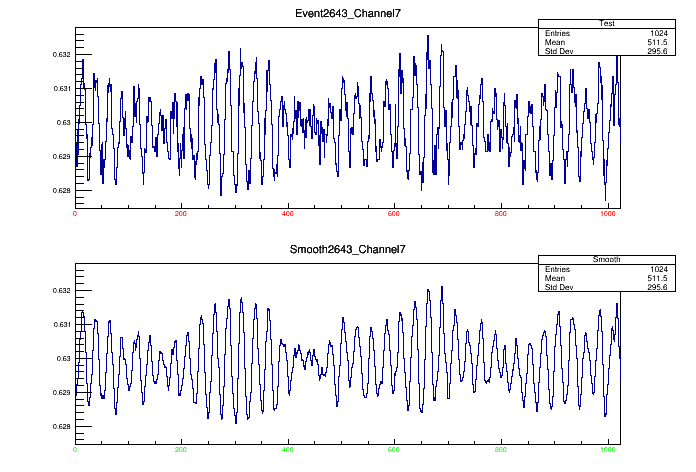 Event2643_Channel7
Test
Entries 1024
Mean 511.5
Std Dev 295.6
0.632
0.631
0.63
0.629
0.628
0 200 400 600 800 1000
Smooth2643_Channel7
Smooth
Entries 1024
Mean 511.5
Std Dev 295.6
0.632
0.631
0.63
0.629
0.628
0 200 400 600 800 1000